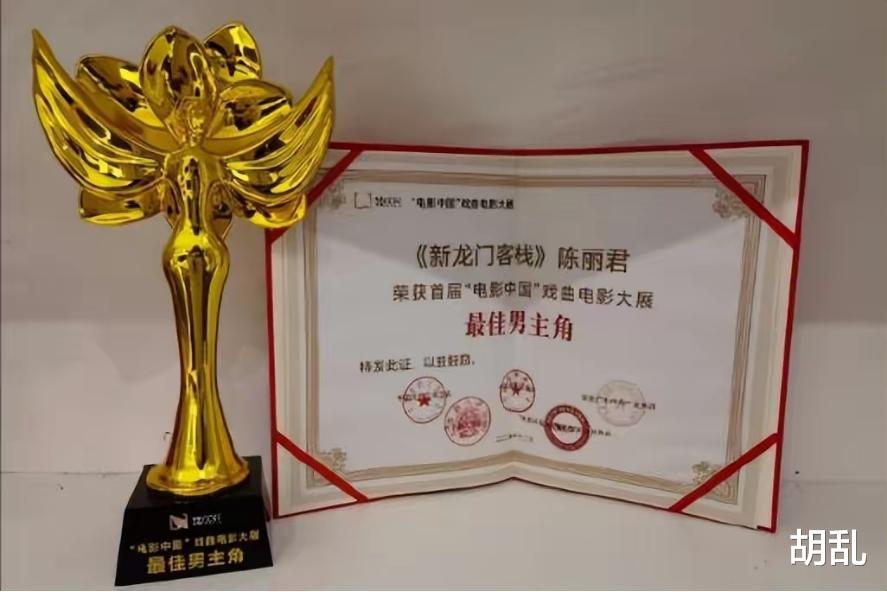 “电影中国”戏曲电影大展
《新龙门客栈》陈丽君
荣获首届“电影中国”戏曲电影大展
最佳男主角
特发此证，以兹鼓励。
“电影中国”戏曲电影大展
最佳男主角
胡乱